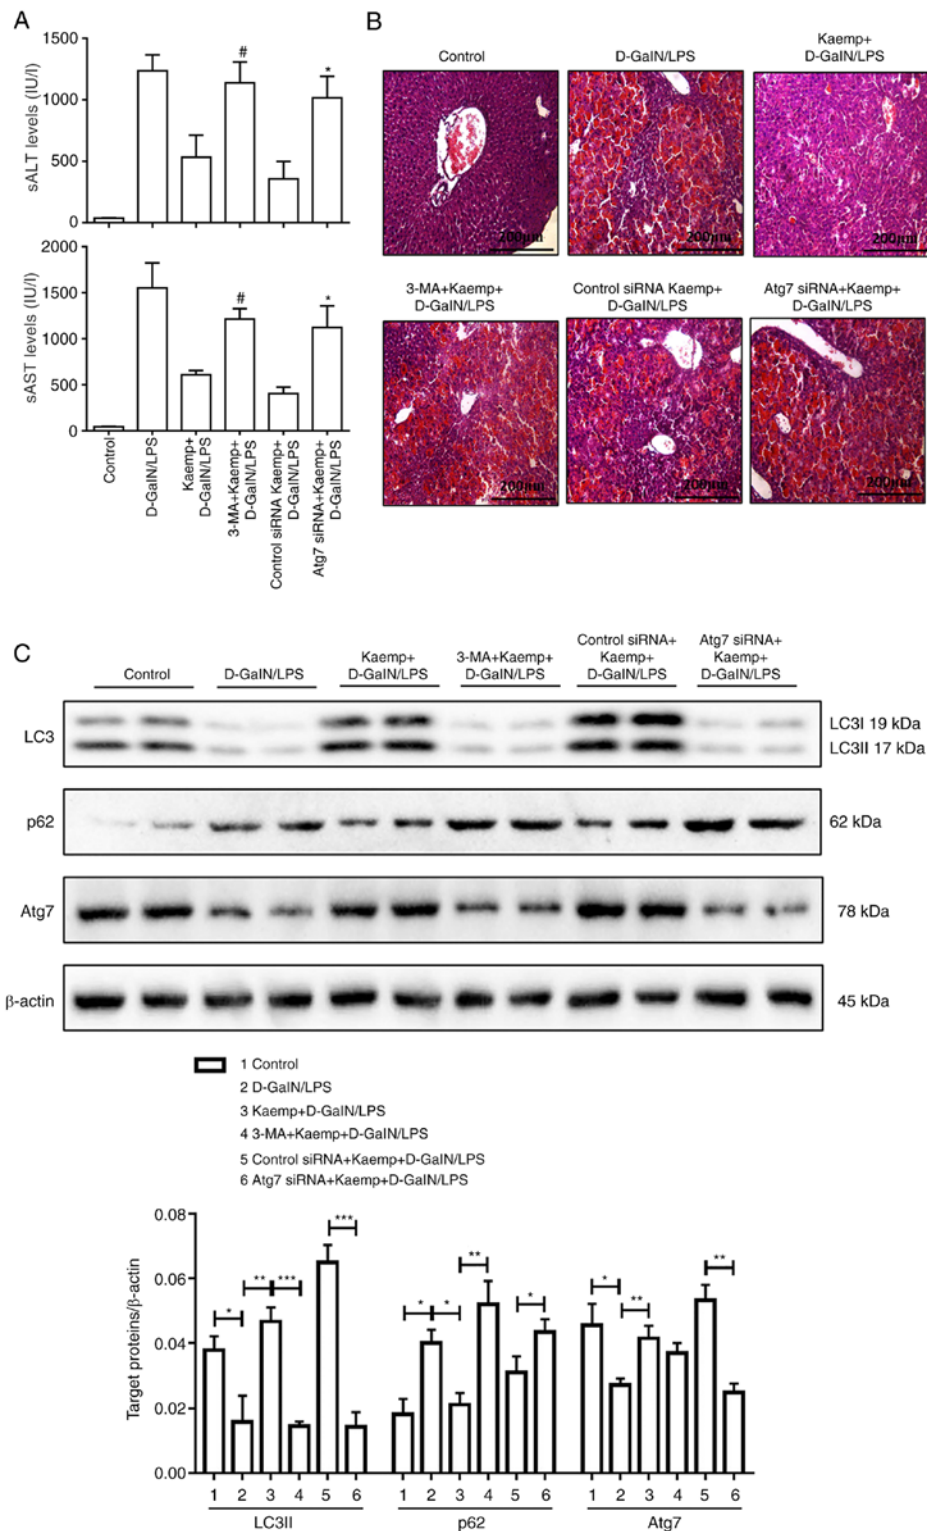 A
sALT levels (IU/l)
1500
1000
500
0
#
*
sAST levels (IU/l)
2000
1500
1000
500
0
#
*
Control
D-GalN/LPS
Kaemp+
D-GalN/LPS
3-MA+Kaemp+
D-GalN/LPS
Control siRNA Kaemp+
D-GalN/LPS
Atg7 siRNA+Kaemp+
D-GalN/LPS
B
Control
D-GalN/LPS
Kaemp+
D-GalN/LPS
200μm
200μm
200μm
3-MA+Kaemp+
D-GalN/LPS
Control siRNA Kaemp+
D-GalN/LPS
Atg7 siRNA+Kaemp+
D-GalN/LPS
200μm
200μm
200μm
C
Control
D-GalN/LPS
Kaemp+
D-GalN/LPS
3-MA+Kaemp+
D-GalN/LPS
Control siRNA+
Kaemp+
D-GalN/LPS
Atg7 siRNA+
Kaemp+
D-GalN/LPS
LC3
LC3I 19 kDa
LC3II 17 kDa
p62
62 kDa
Atg7
78 kDa
β-actin
45 kDa
1 Control
2 D-GalN/LPS
3 Kaemp+D-GalN/LPS
4 3-MA+Kaemp+D-GalN/LPS
5 Control siRNA+Kaemp+D-GalN/LPS
6 Atg7 siRNA+Kaemp+D-GalN/LPS
Target proteins/β-actin
0.08
0.06
0.04
0.02
0.00
* ** *** ***
* * ** *
* ** **
1 2 3 4 5 6 1 2 3 4 5 6 1 2 3 4 5 6
LC3II p62 Atg7